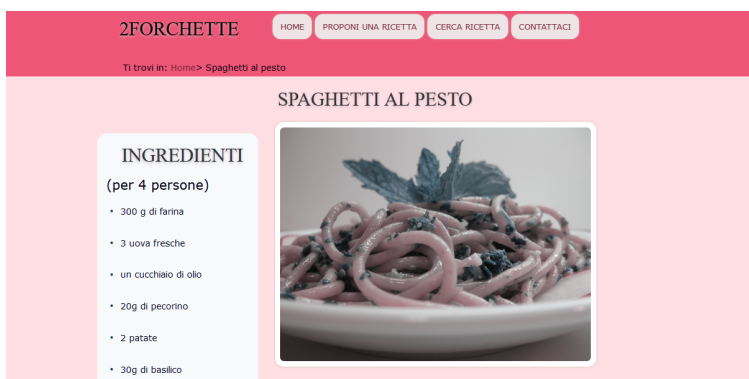 2FORCHETTE
HOME
PROPONI UNA RICETTA
CERCA RICETTA
CONTATTACI
Ti trovi in: Home> Spaghetti al pesto
SPAGHETTI AL PESTO
INGREDIENTI
(per 4 persone)
• 300 g di farina
• 3 uova fresche
• un cucchiaio di olio
• 20g di pecorino
• 2 patate
• 30g di basilico